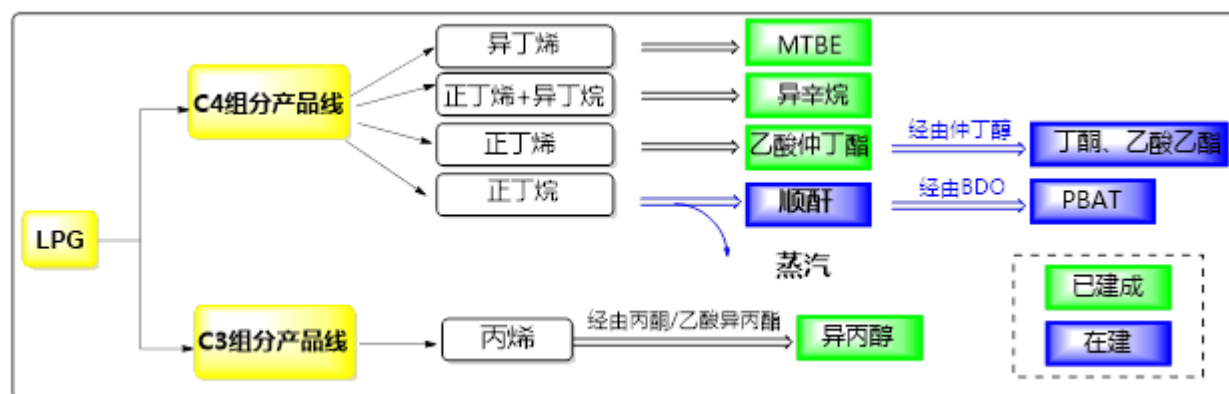 异丁烯
MTBE
C4组分产品线
正丁烯+异丁烷
异辛烷
正丁烯
乙酸仲丁酯
经由仲丁醇
丁酮、乙酸乙酯
正丁烷
顺酐
经由BDO
PBAT
LPG
蒸汽
已建成
C3组分产品线
丙烯
经由丙酮/乙酸异丙酯
异丙醇
在建